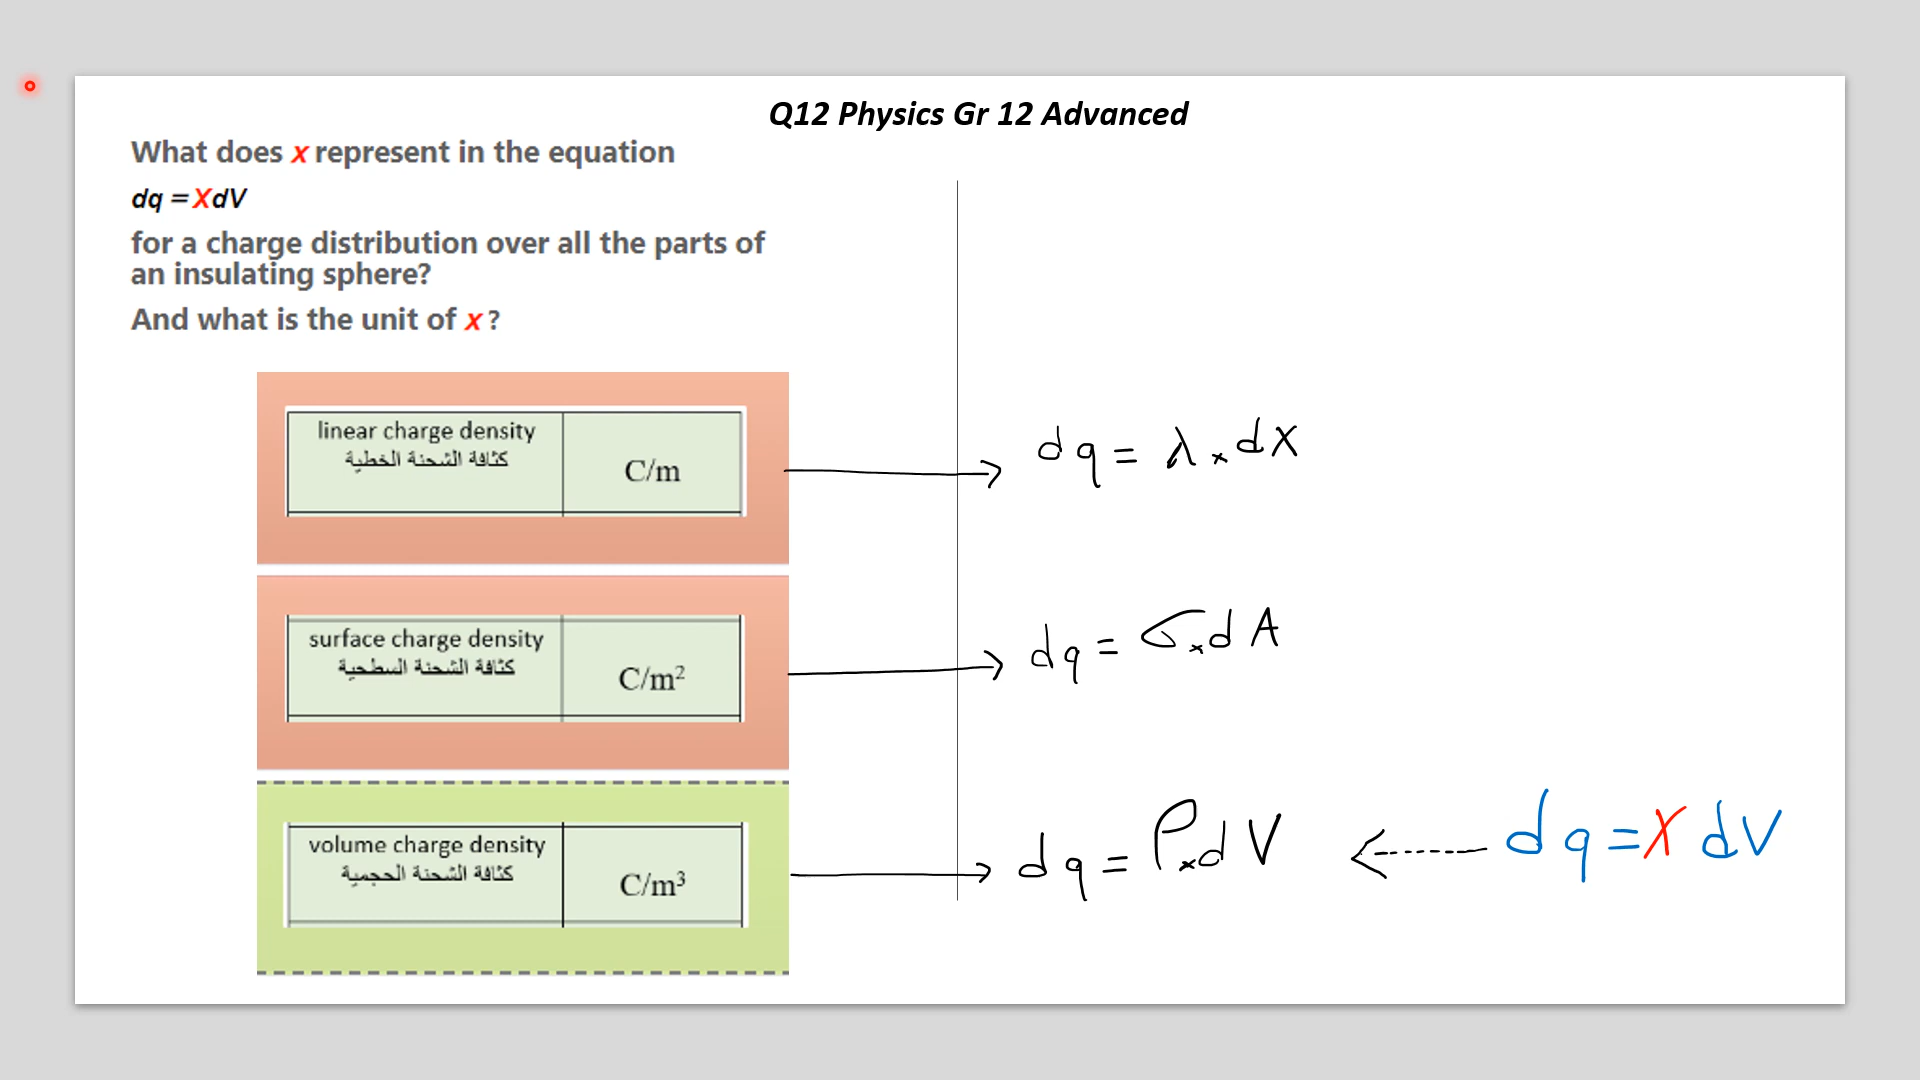 Q12 Physics Gr 12 Advanced
What does x represent in the equation
dq = XdV
for a charge distribution over all the parts of
an insulating sphere?
And what is the unit of x ?
linear charge density
كثافة الشحنة الخطية
C/m
dq = λ × dX
surface charge density
كثافة الشحنة السطحية
C/m²
dq = σ × dA
volume charge density
كثافة الشحنة الحجمية
C/m³
dq = ρ × dV
dq = X dV